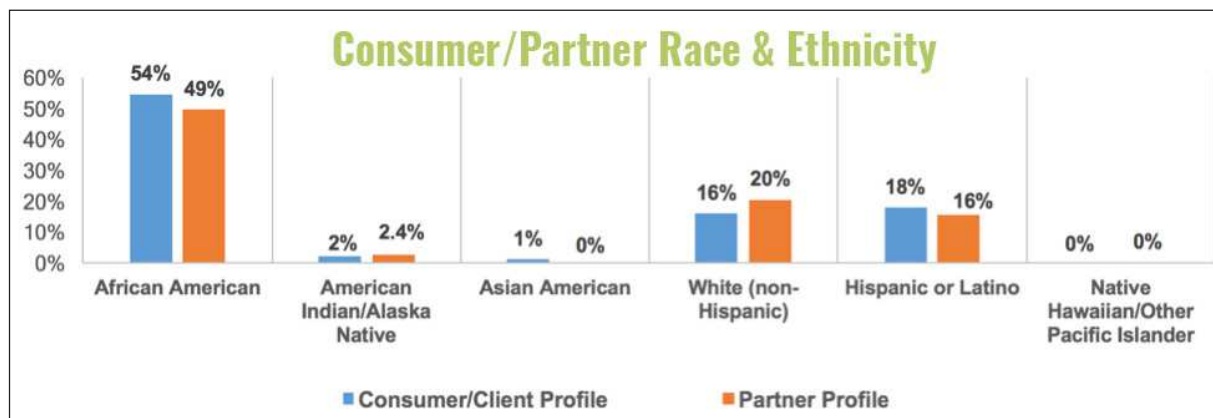 Consumer/Partner Race & Ethnicity
60%
50%
40%
30%
20%
10%
0%
54%
49%
2%
2.4%
1%
0%
16%
20%
18%
16%
0%
0%
African American
American
Indian/Alaska
Native
Asian American
White (non-
Hispanic)
Hispanic or Latino
Native
Hawaiian/Other
Pacific Islander
Consumer/Client Profile
Partner Profile